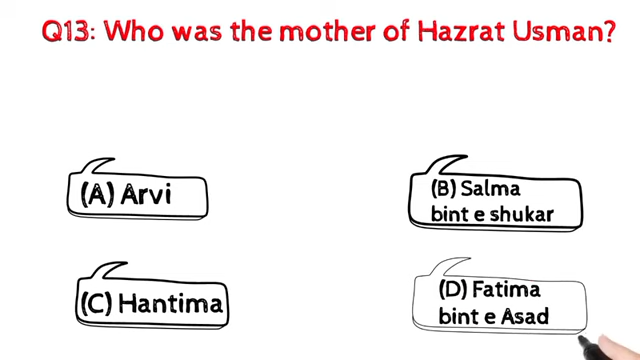 Q13: Who was the mother of Hazrat Usman?
(A) Arvi
(B) Salma
bint e shukar
(C) Hantima
(D) Fatima
bint e Asad